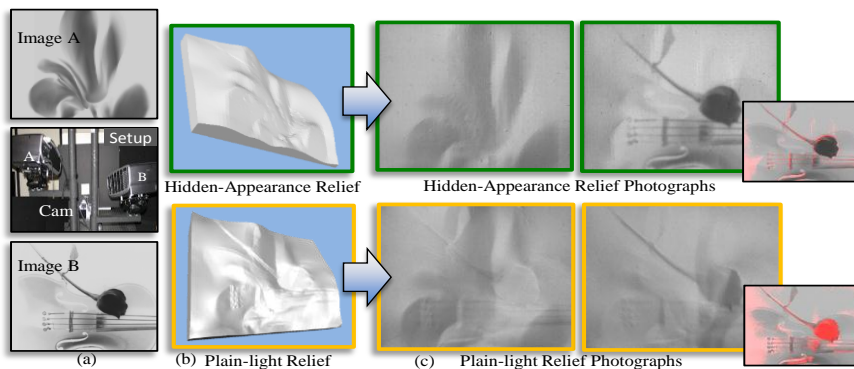 Image A
Setup
A
B
Cam
Image B
(a)
Hidden-Appearance Relief
Hidden-Appearance Relief Photographs
(b) Plain-light Relief
(c) Plain-light Relief Photographs